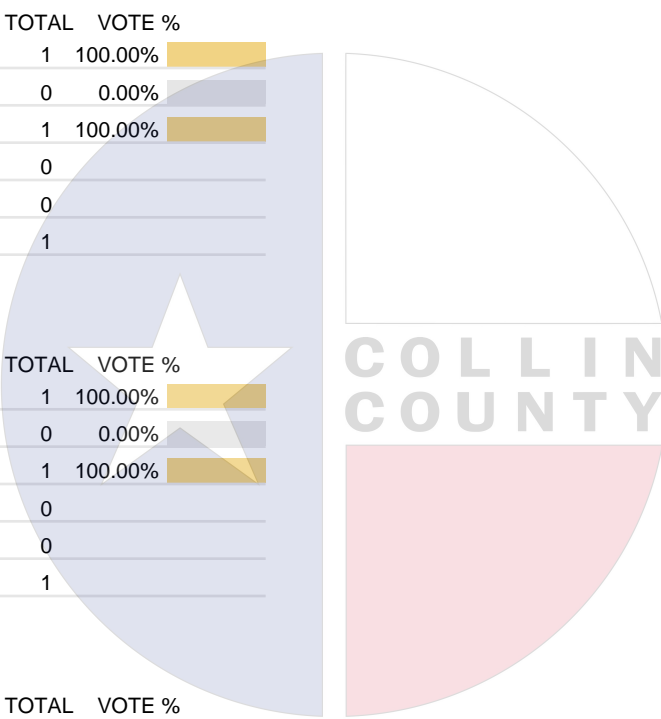 TOTAL VOTE %
1 100.00%
0 0.00%
1 100.00%
0
0
1
TOTAL VOTE %
1 100.00%
0 0.00%
1 100.00%
0
0
1
TOTAL VOTE %
COLLIN
COUNTY